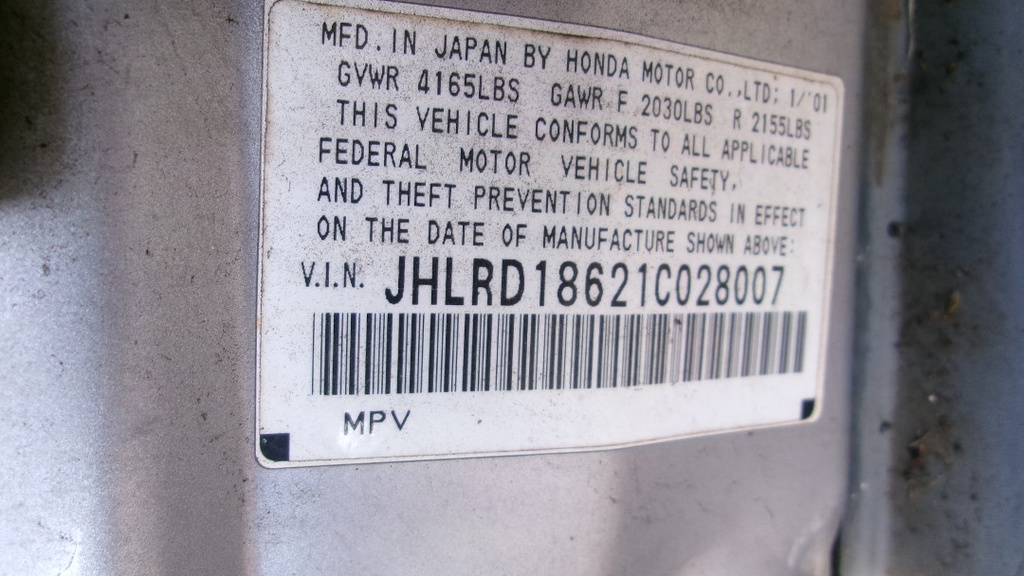 MFD. IN JAPAN BY HONDA MOTOR CO.,LTD; 1/'01
GVWR 4165LBS GAWR F 2030LBS R 2155LBS
THIS VEHICLE CONFORMS TO ALL APPLICABLE
FEDERAL MOTOR VEHICLE SAFETY,
AND THEFT PREVENTION STANDARDS IN EFFECT
ON THE DATE OF MANUFACTURE SHOWN ABOVE:
V.I.N. JHLRD18621C028007
MPV